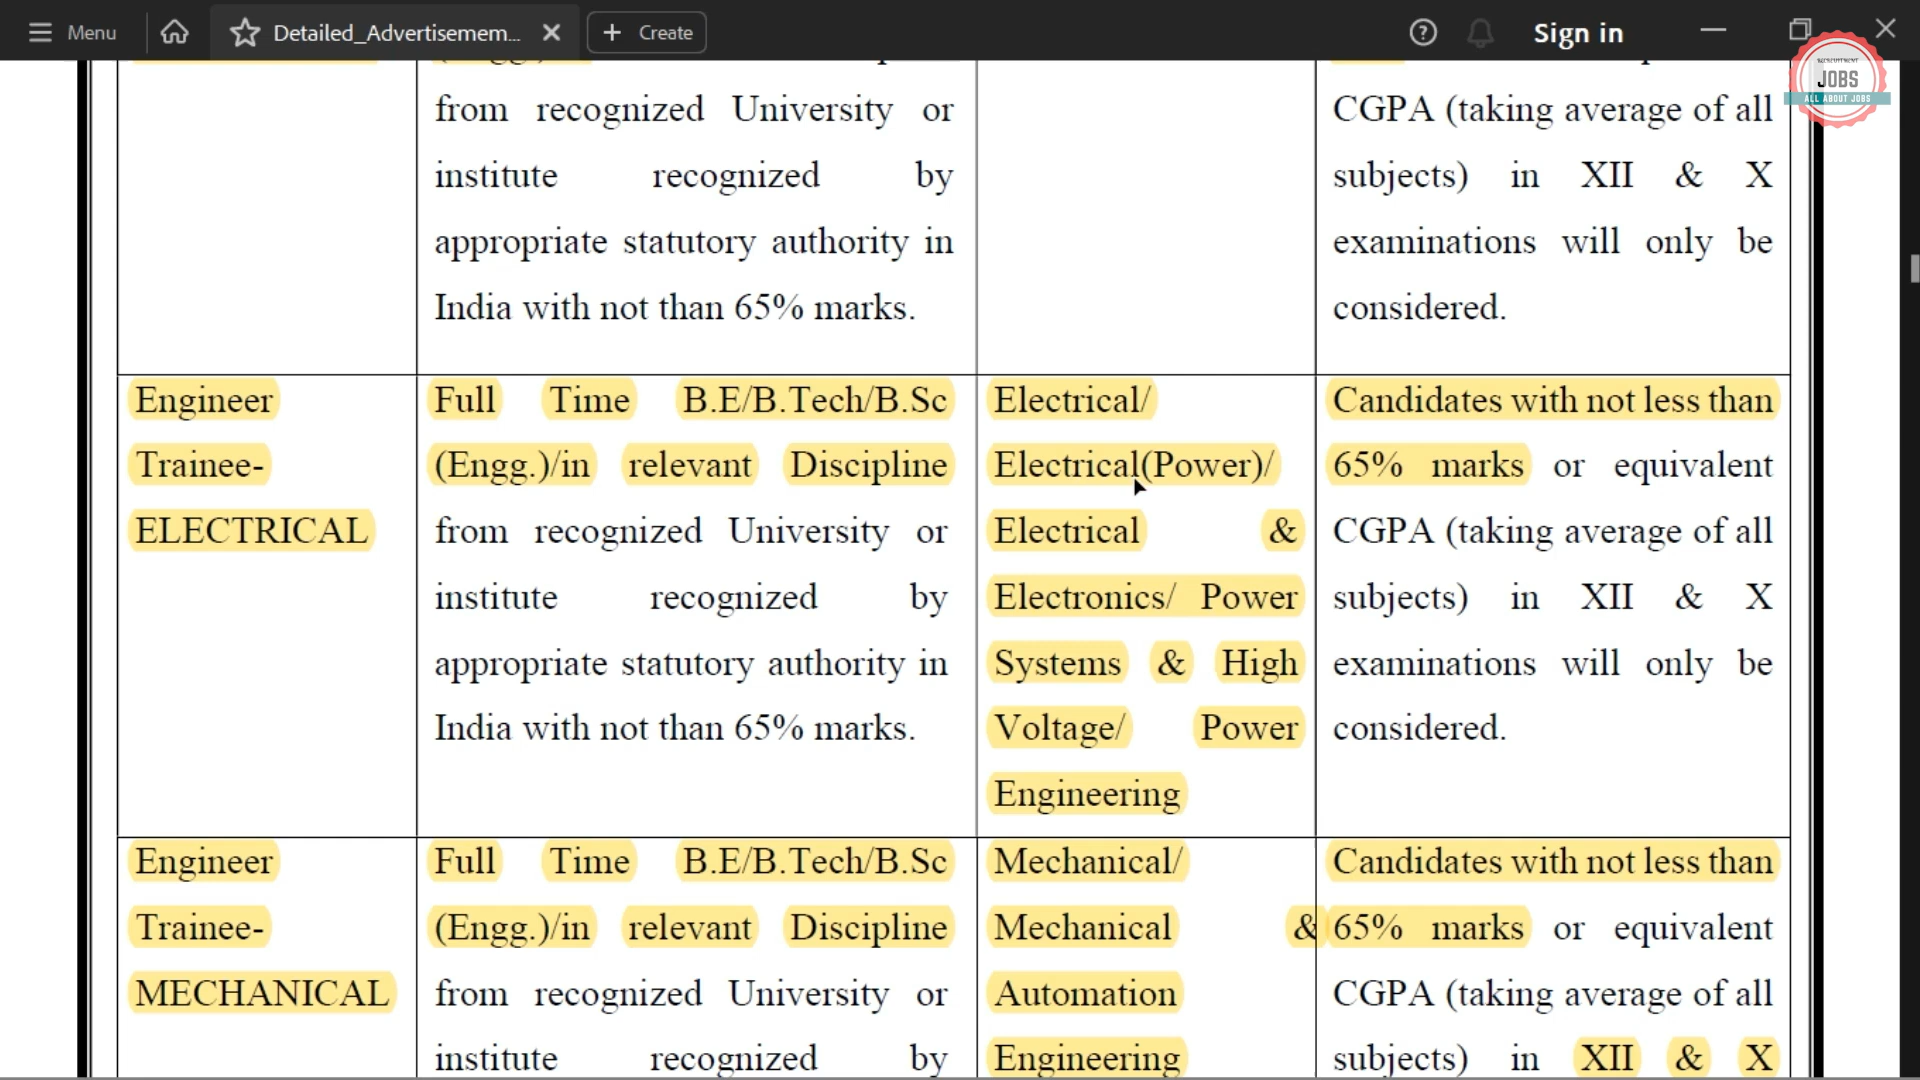 Menu
Detailed_Advertisemem...
Create
Sign in
RECRUITMENT
JOBS
ALL ABOUT JOBS
from recognized University or
institute recognized by
appropriate statutory authority in
India with not than 65% marks.
CGPA (taking average of all
subjects) in XII & X
examinations will only be
considered.
Engineer
Trainee-
ELECTRICAL
Full Time B.E/B.Tech/B.Sc
(Engg.)/in relevant Discipline
from recognized University or
institute recognized by
appropriate statutory authority in
India with not than 65% marks.
Electrical/
Electrical(Power)/
Electrical &
Electronics/ Power
Systems & High
Voltage/ Power
Engineering
Candidates with not less than
65% marks or equivalent
CGPA (taking average of all
subjects) in XII & X
examinations will only be
considered.
Engineer
Trainee-
MECHANICAL
Full Time B.E/B.Tech/B.Sc
(Engg.)/in relevant Discipline
from recognized University or
institute recognized by
Mechanical/
Mechanical &
Automation
Engineering
Candidates with not less than
65% marks or equivalent
CGPA (taking average of all
subjects) in XII & X